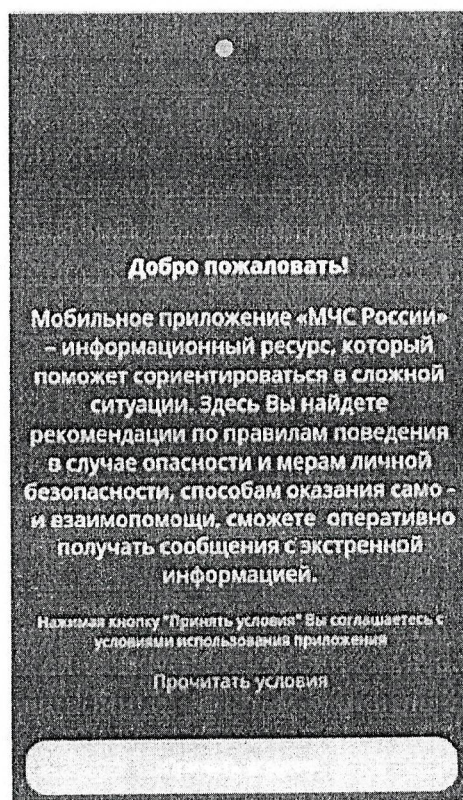 Добро пожаловать!
Мобильное приложение «МЧС России»
– информационный ресурс, который
поможет сориентироваться в сложной
ситуации. Здесь Вы найдете
рекомендации по правилам поведения
в случае опасности и мерам личной
безопасности, способам оказания само -
и взаимопомощи. сможете оперативно
получать сообщения с экстренной
информацией.
Нажимая кнопку "Принять условия" Вы соглашаетесь с
условиями использования приложения
Прочитать условия